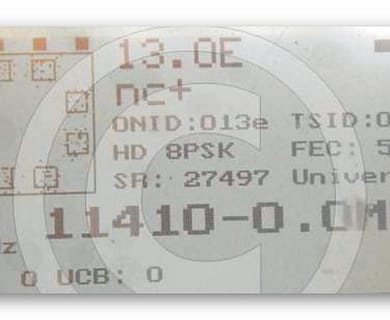 13.0E
nc+
ONID:013e TSID:0
HD 8PSK FEC: 5
SR: 27497 Univer
z 11410-0.0M
0 UCB: 0